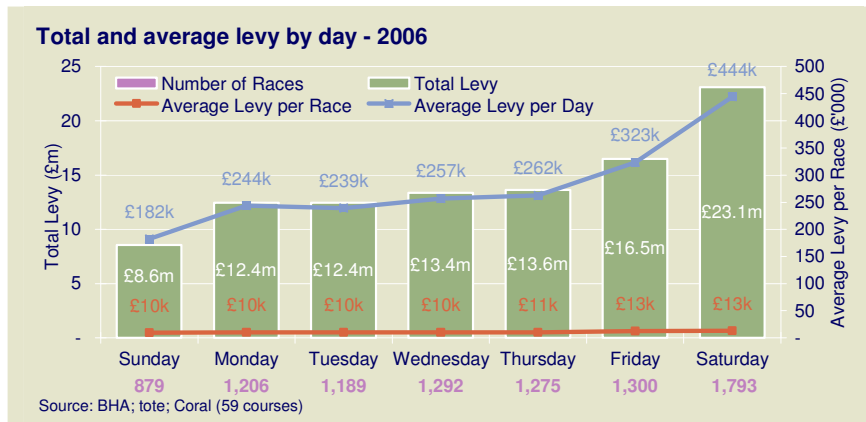 Total and average levy by day - 2006
25
20
15
10
5
-
Total Levy (£m)
Number of Races
Total Levy
Average Levy per Race
Average Levy per Day
500
450
400
350
300
250
200
150
100
50
-
Average Levy per Race (£'000)
£182k
£244k
£239k
£257k
£262k
£323k
£444k
£8.6m
£12.4m
£12.4m
£13.4m
£13.6m
£16.5m
£23.1m
£10k
£10k
£10k
£10k
£11k
£13k
£13k
Sunday Monday Tuesday Wednesday Thursday Friday Saturday
879 1,206 1,189 1,292 1,275 1,300 1,793
Source: BHA; tote; Coral (59 courses)